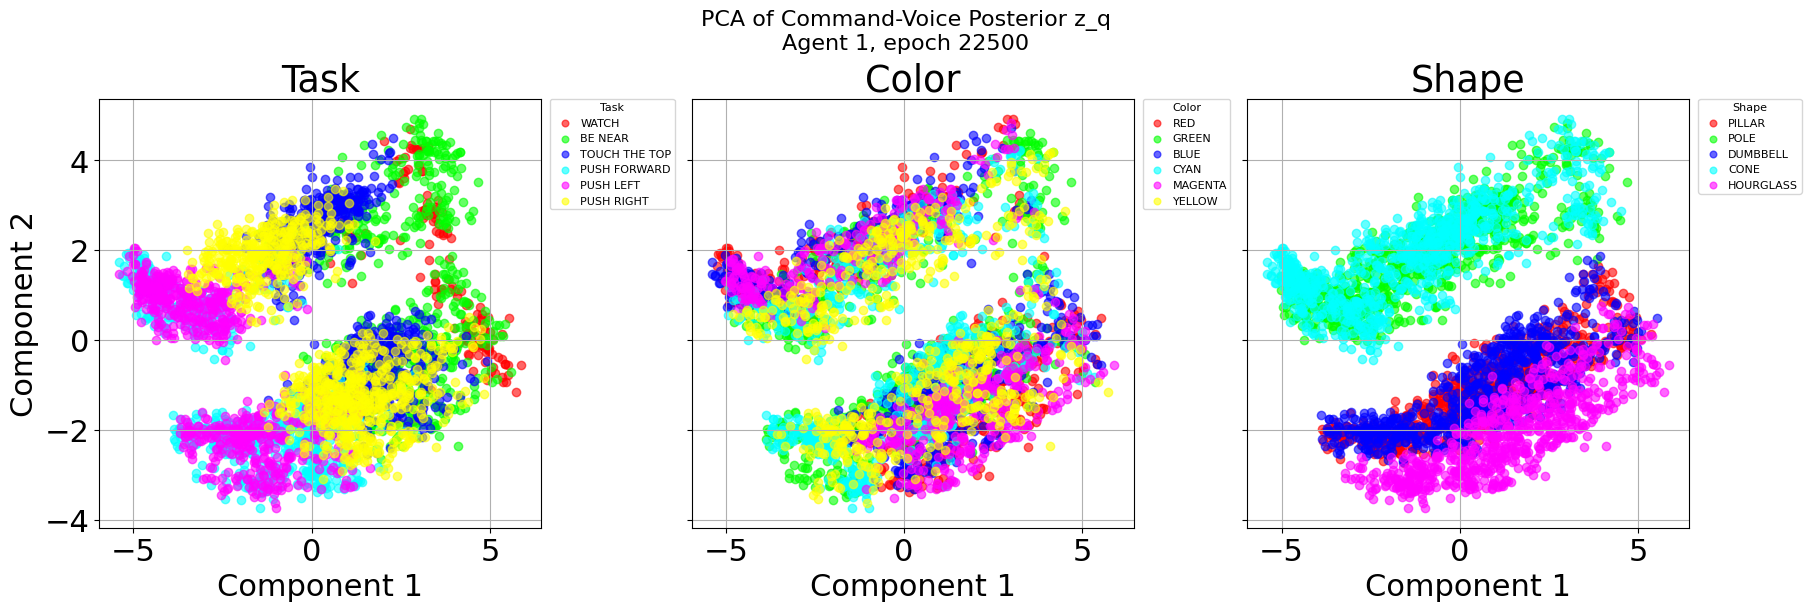 PCA of Command-Voice Posterior z_q
Agent 1, epoch 22500
Task
Component 2
4
2
0
−2
−4
−5
0
5
Component 1
Task
WATCH
BE NEAR
TOUCH THE TOP
PUSH FORWARD
PUSH LEFT
PUSH RIGHT
Color
−5
0
5
Component 1
Color
RED
GREEN
BLUE
CYAN
MAGENTA
YELLOW
Shape
−5
0
5
Component 1
Shape
PILLAR
POLE
DUMBBELL
CONE
HOURGLASS